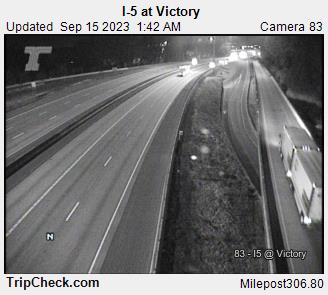 I-5 at Victory
Updated Sep 15 2023 1:42 AM Camera 83
T
N
83 - I5 @ Victory
TripCheck.com Milepost306.80